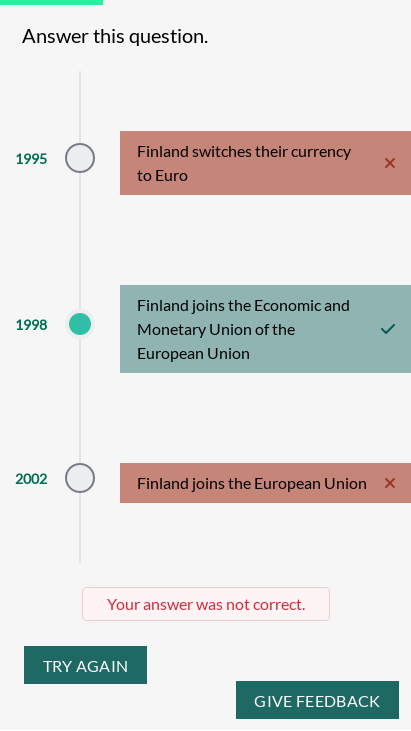 Answer this question.
1995
Finland switches their currency
to Euro
1998
Finland joins the Economic and
Monetary Union of the
European Union
2002
Finland joins the European Union
Your answer was not correct.
TRY AGAIN
GIVE FEEDBACK